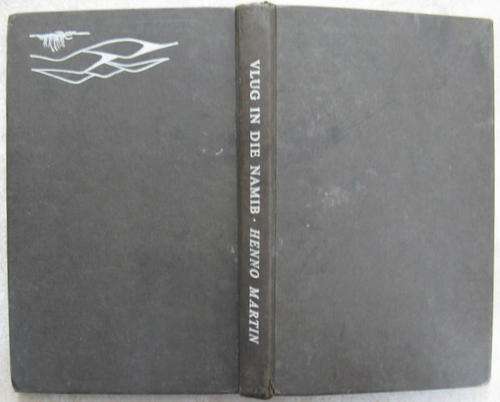 VLUG IN DIE NAMIB · HENNO MARTIN